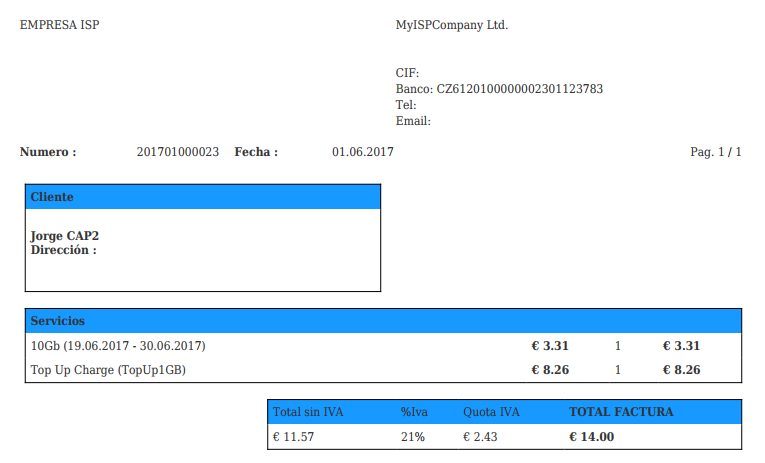 EMPRESA ISP
MyISPCompany Ltd.
CIF:
Banco: CZ6120100000002301123783
Tel:
Email:
Numero : 201701000023 Fecha : 01.06.2017 Pag. 1 / 1
Cliente
Jorge CAP2
Dirección :
Servicios
10Gb (19.06.2017 - 30.06.2017) € 3.31 1 € 3.31
Top Up Charge (TopUp1GB) € 8.26 1 € 8.26
Total sin IVA %Iva Quota IVA TOTAL FACTURA
€ 11.57 21% € 2.43 € 14.00